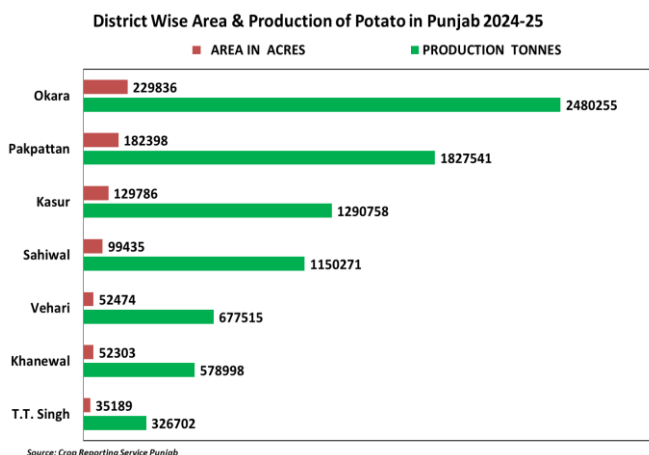 District Wise Area & Production of Potato in Punjab 2024-25
AREA IN ACRES PRODUCTION TONNES
Okara 229836
2480255
Pakpattan 182398
1827541
Kasur 129786
1290758
Sahiwal 99435
1150271
Vehari 52474
677515
Khanewal 52303
578998
T.T. Singh 35189
326702
Source: Crop Reporting Service Punjab